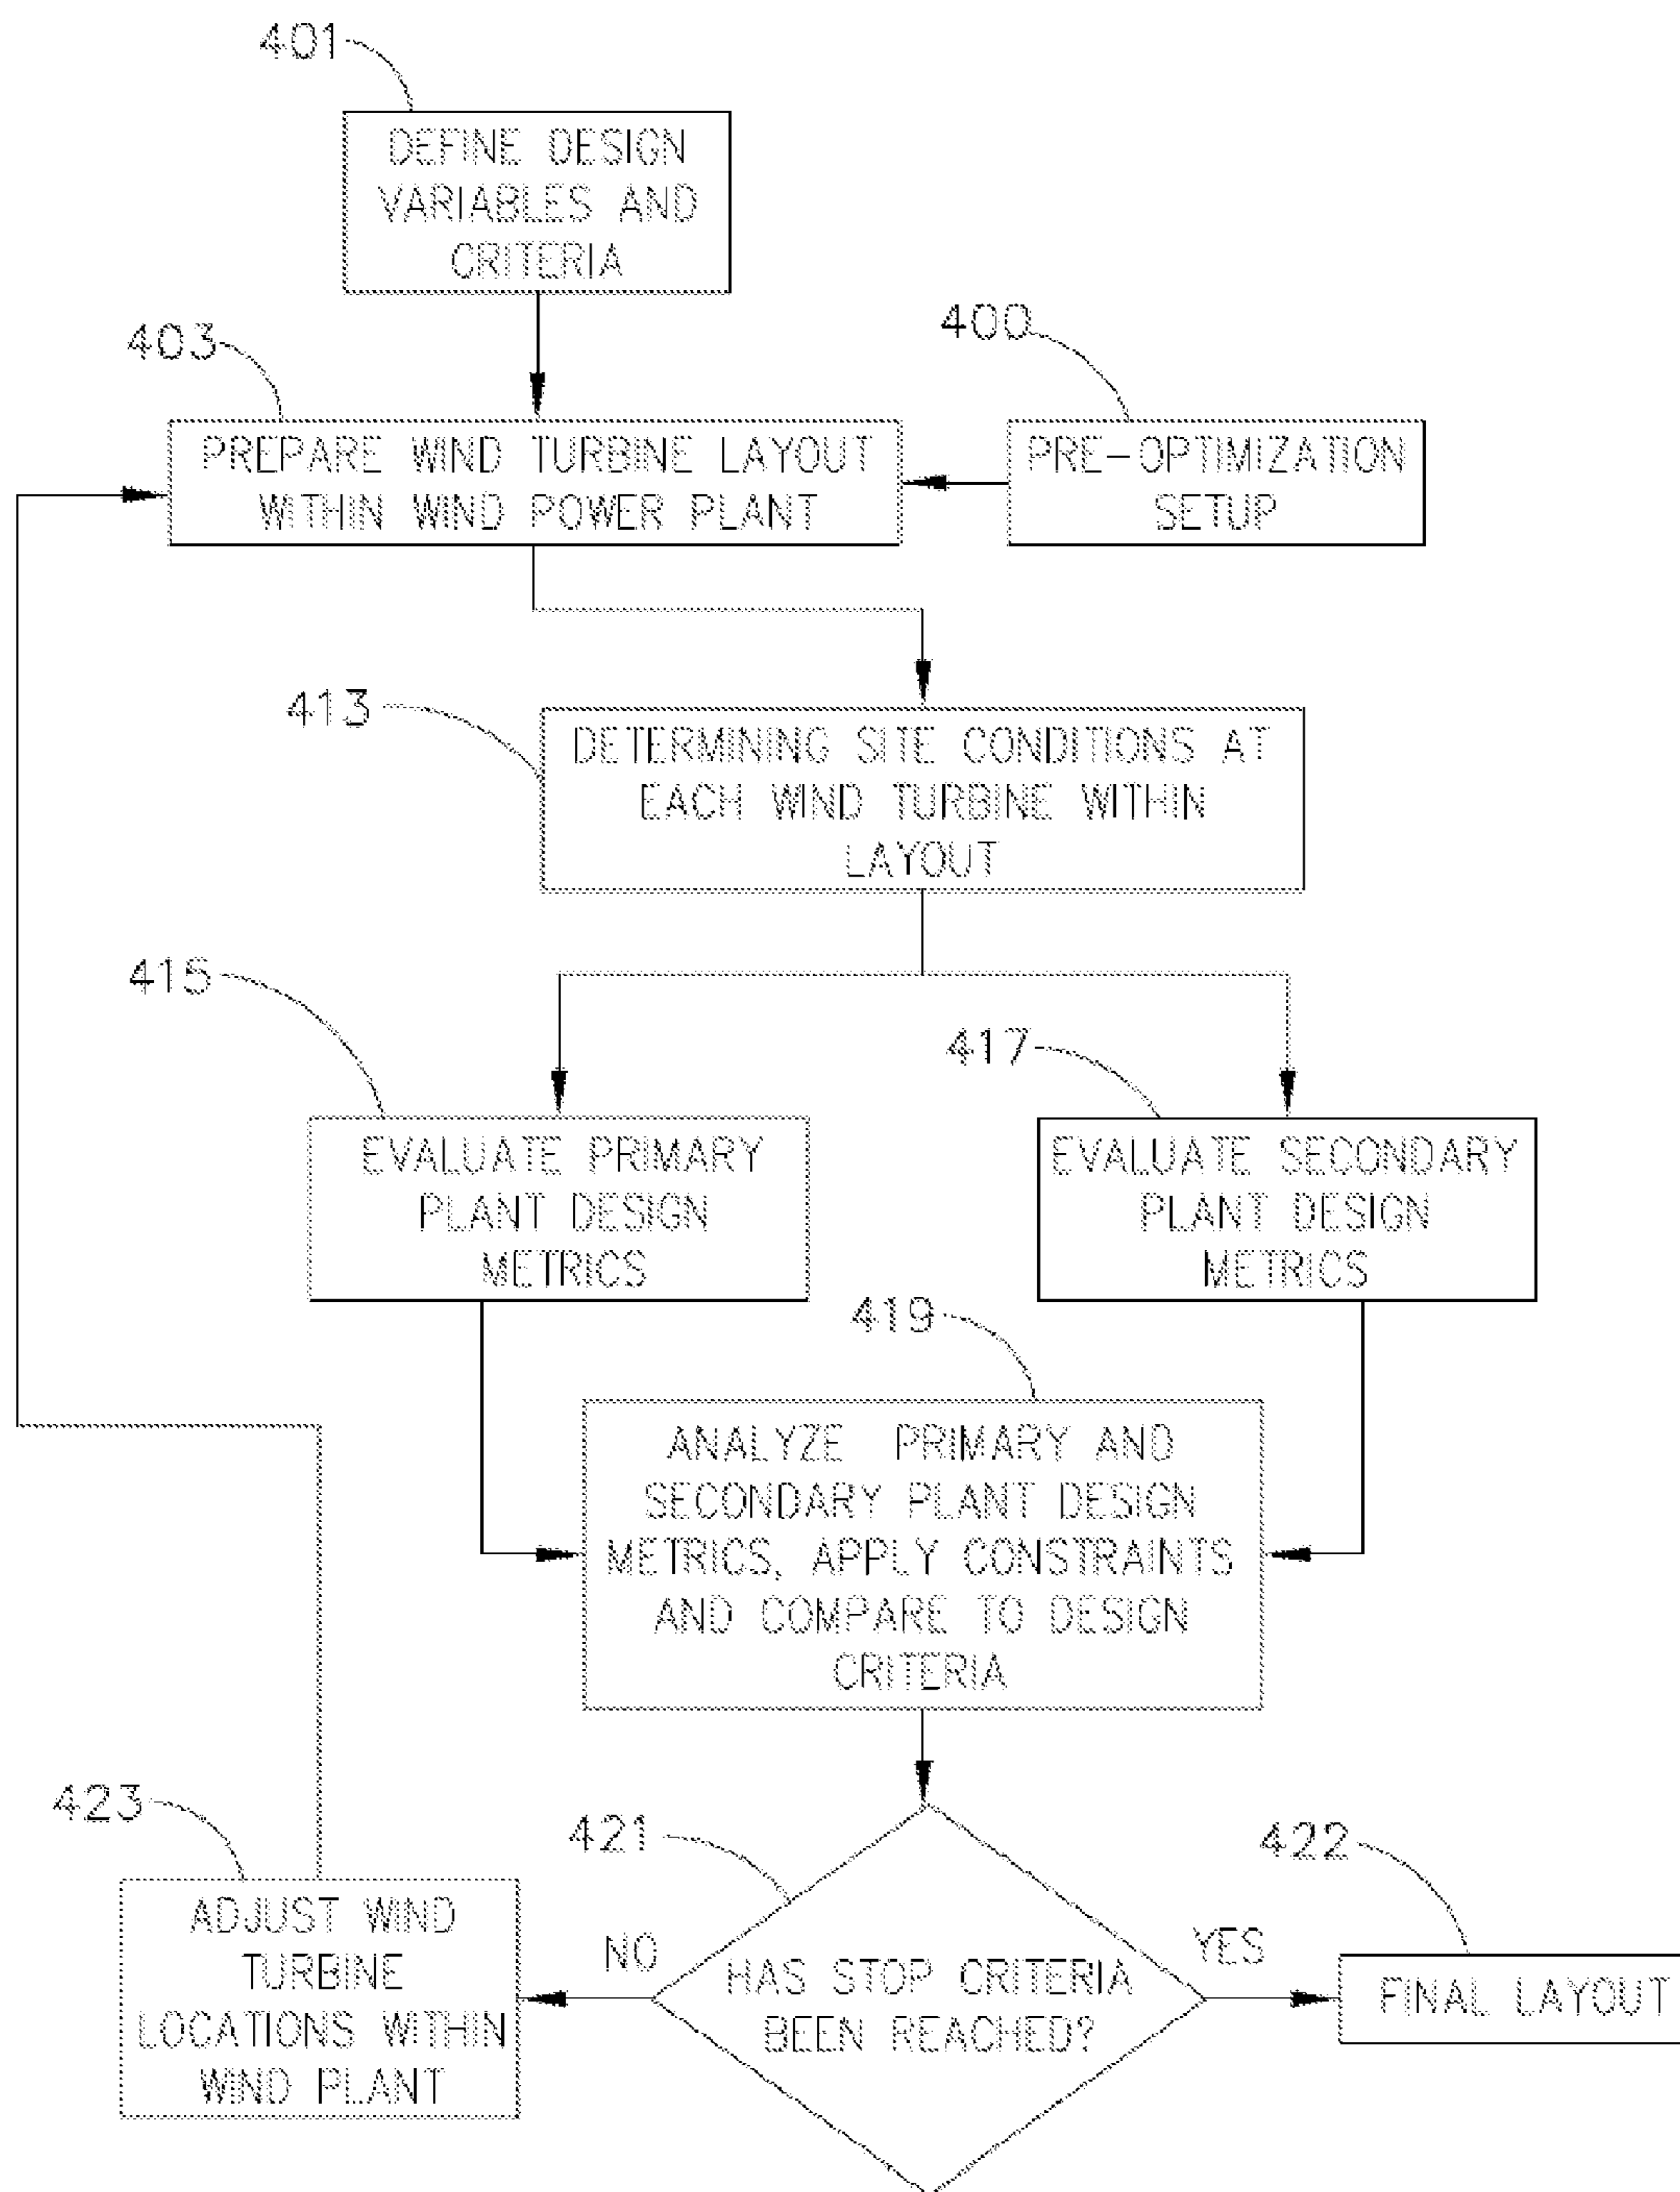 401
DEFINE DESIGN
VARIABLES AND
CRITERIA
403
400
PREPARE WIND TURBINE LAYOUT
WITHIN WIND POWER PLANT
PRE-OPTIMIZATION
SETUP
413
DETERMINING SITE CONDITIONS AT
EACH WIND TURBINE WITHIN
LAYOUT
415
417
EVALUATE PRIMARY
PLANT DESIGN
METRICS
EVALUATE SECONDARY
PLANT DESIGN
METRICS
419
ANALYZE PRIMARY AND
SECONDARY PLANT DESIGN
METRICS, APPLY CONSTRAINTS
AND COMPARE TO DESIGN
CRITERIA
423
421
422
ADJUST WIND
TURBINE
LOCATIONS WITHIN
WIND PLANT
NO
HAS STOP CRITERIA
BEEN REACHED?
YES
FINAL LAYOUT